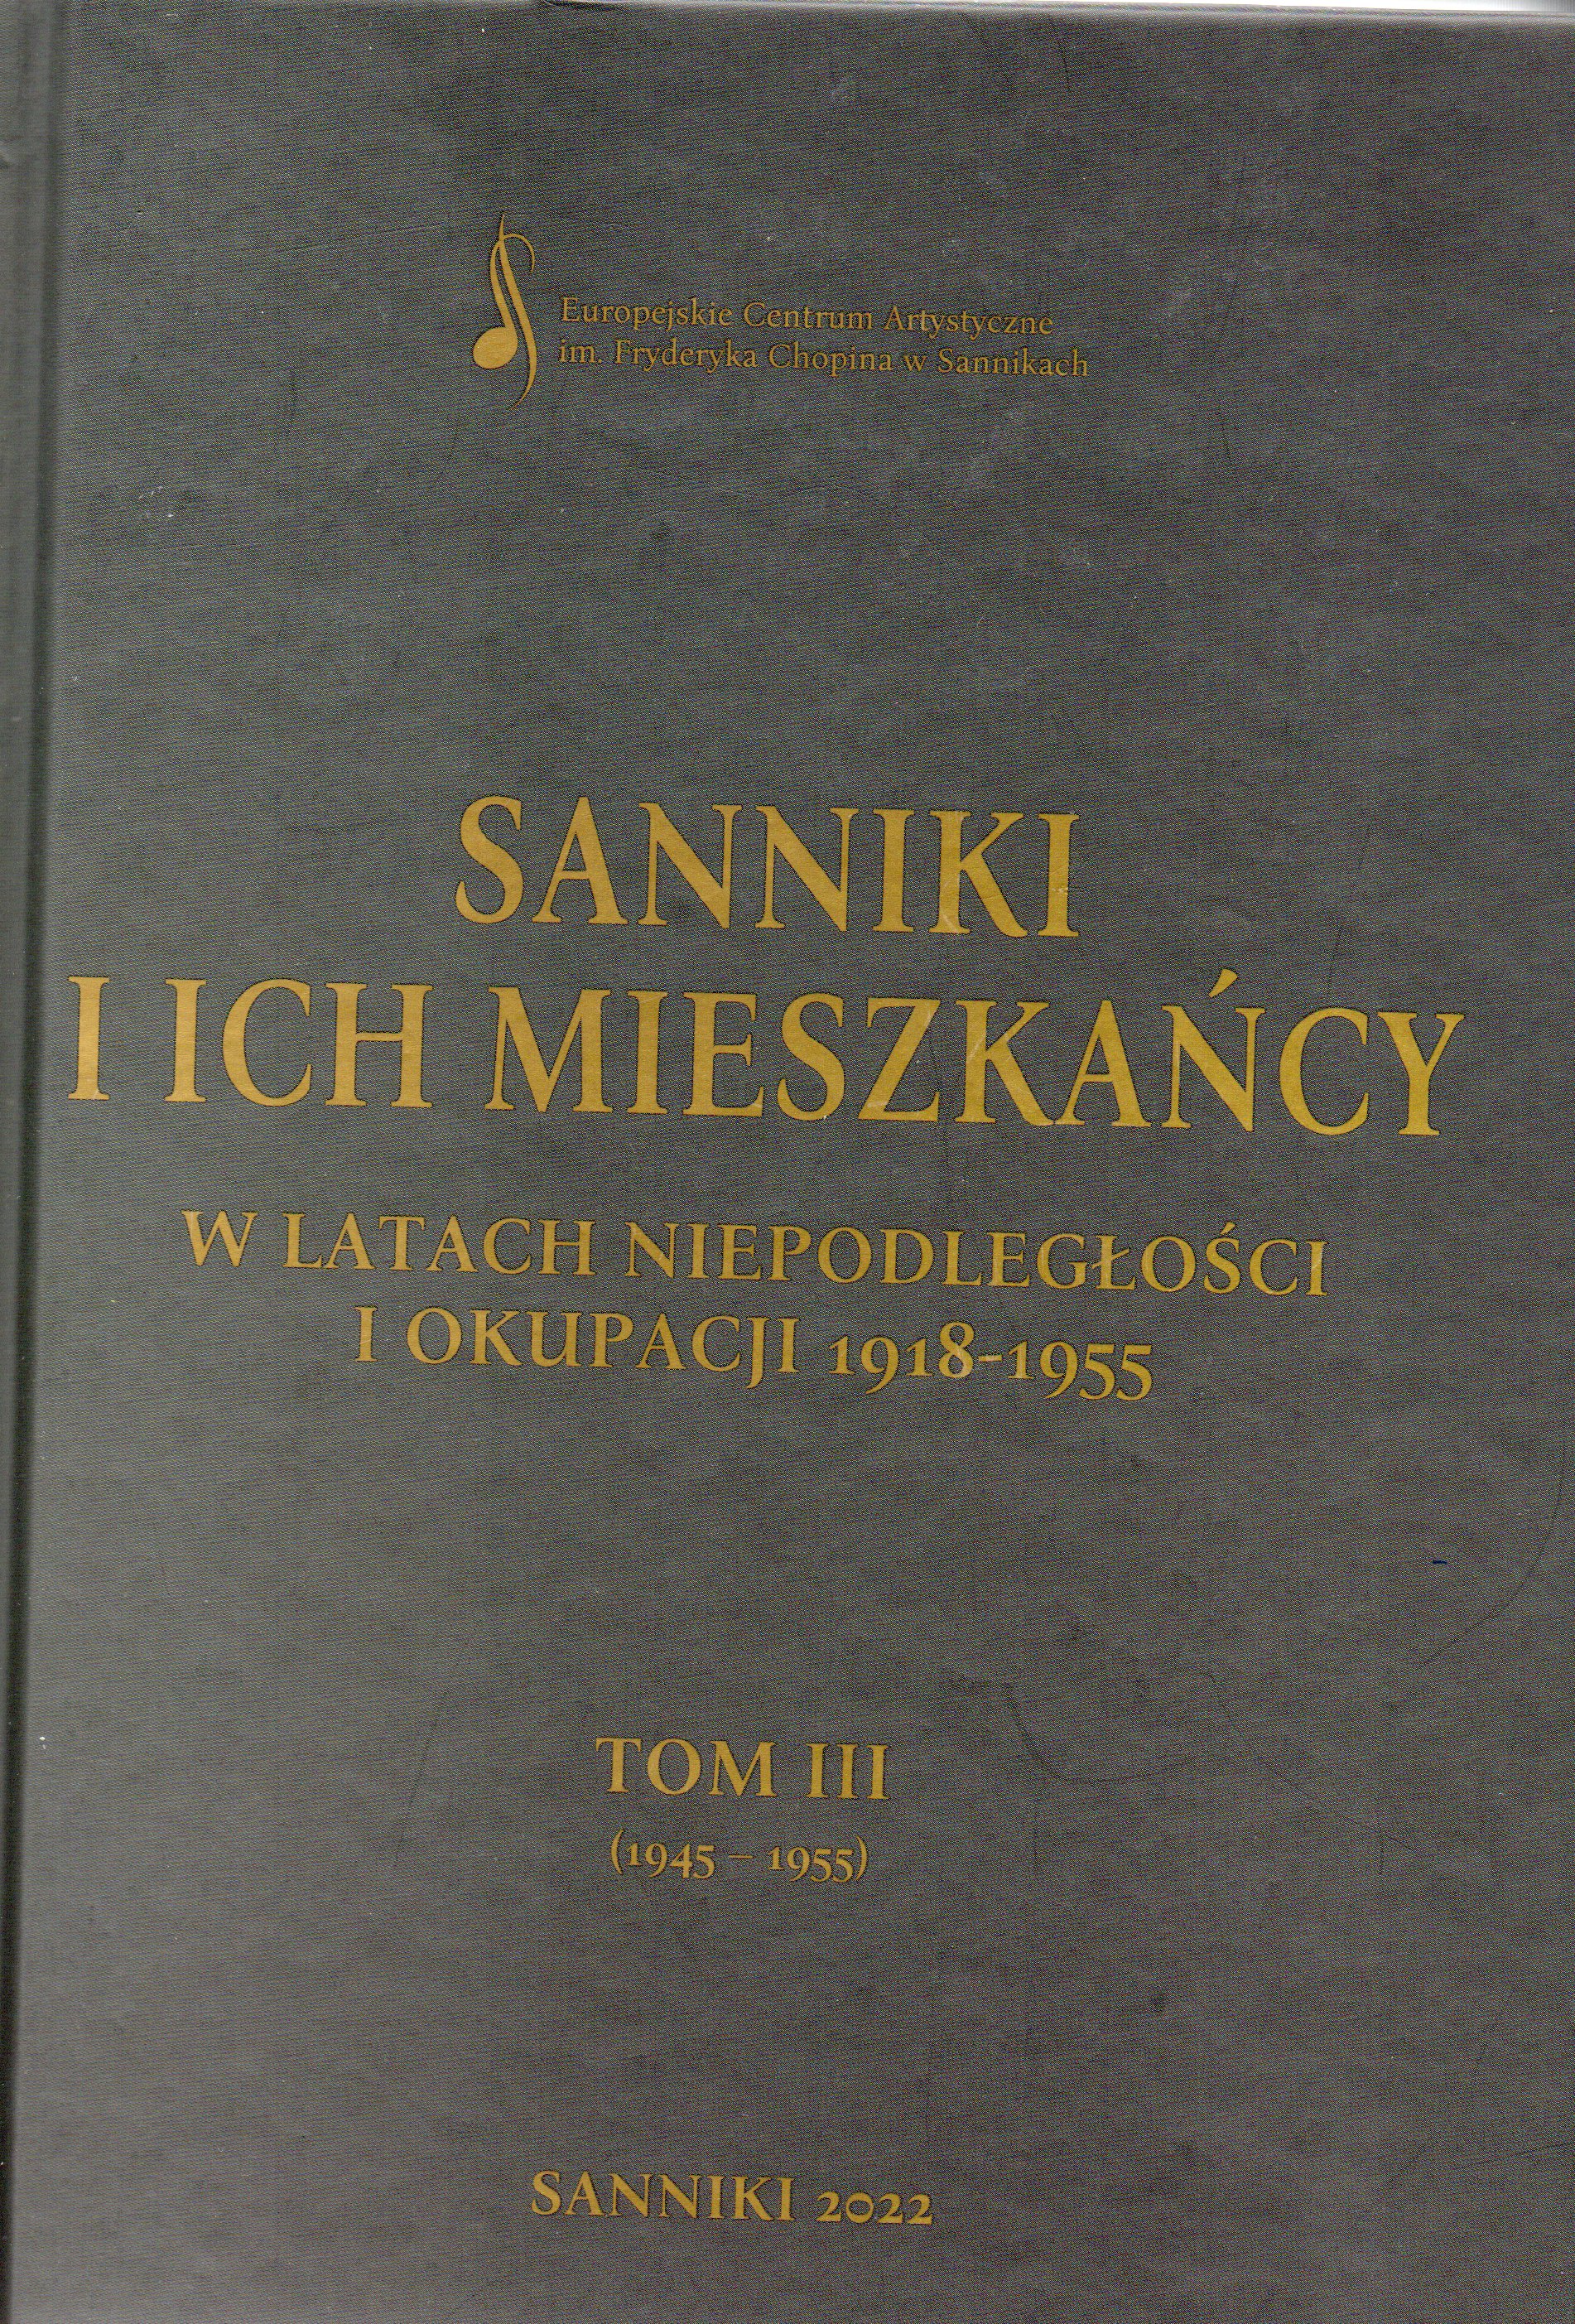 Europejskie Centrum Artystyczne
im. Fryderyka Chopina w Sannikach
SANNIKI
I ICH MIESZKAŃCY
W LATACH NIEPODLEGŁOŚCI
I OKUPACJI 1918-1955
TOM III
(1945 – 1955)
SANNIKI 2022